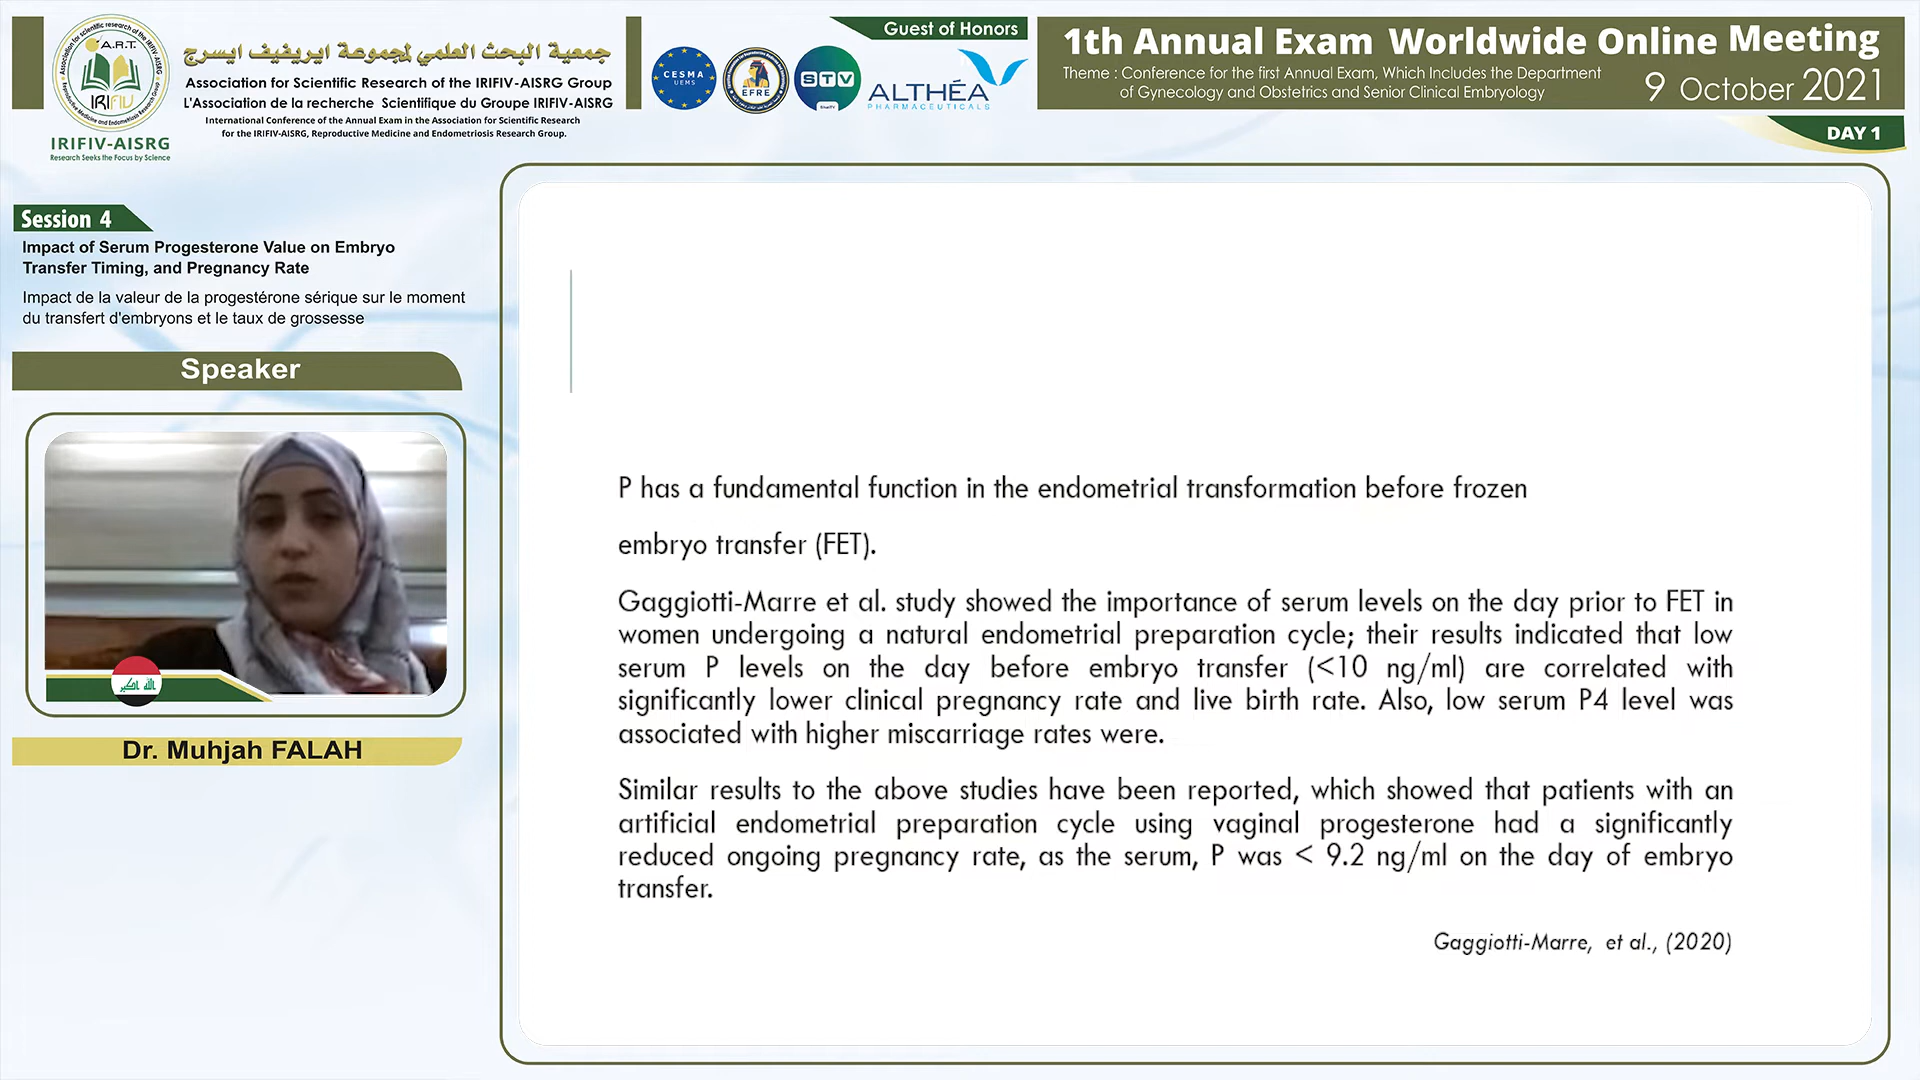 A.R.T.
IRIFIV
IRIFIV-AISRG
Research Seeks the Focus by Science
جمعية البحث العلمي لمجموعة ايريفيف ايسرج
Association for Scientific Research of the IRIFIV-AISRG Group
L'Association de la recherche Scientifique du Groupe IRIFIV-AISRG
International Conference of the Annual Exam in the Association for Scientific Research
for the IRIFIV-AISRG, Reproductive Medicine and Endometriosis Research Group.
Guest of Honors
CESMA
UEMS
EFRE
STV
ALTHÉA
PHARMACEUTICALS
1th Annual Exam Worldwide Online Meeting
Theme : Conference for the first Annual Exam, Which Includes the Department
of Gynecology and Obstetrics and Senior Clinical Embryology
9 October 2021
DAY 1
Session 4
Impact of Serum Progesterone Value on Embryo
Transfer Timing, and Pregnancy Rate
Impact de la valeur de la progestérone sérique sur le moment
du transfert d'embryons et le taux de grossesse
Speaker
الله اكبر
Dr. Muhjah FALAH
P has a fundamental function in the endometrial transformation before frozen
embryo transfer (FET).
Gaggiotti-Marre et al. study showed the importance of serum levels on the day prior to FET in
women undergoing a natural endometrial preparation cycle; their results indicated that low
serum P levels on the day before embryo transfer (<10 ng/ml) are correlated with
significantly lower clinical pregnancy rate and live birth rate. Also, low serum P4 level was
associated with higher miscarriage rates were.
Similar results to the above studies have been reported, which showed that patients with an
artificial endometrial preparation cycle using vaginal progesterone had a significantly
reduced ongoing pregnancy rate, as the serum, P was < 9.2 ng/ml on the day of embryo
transfer.
Gaggiotti-Marre, et al., (2020)